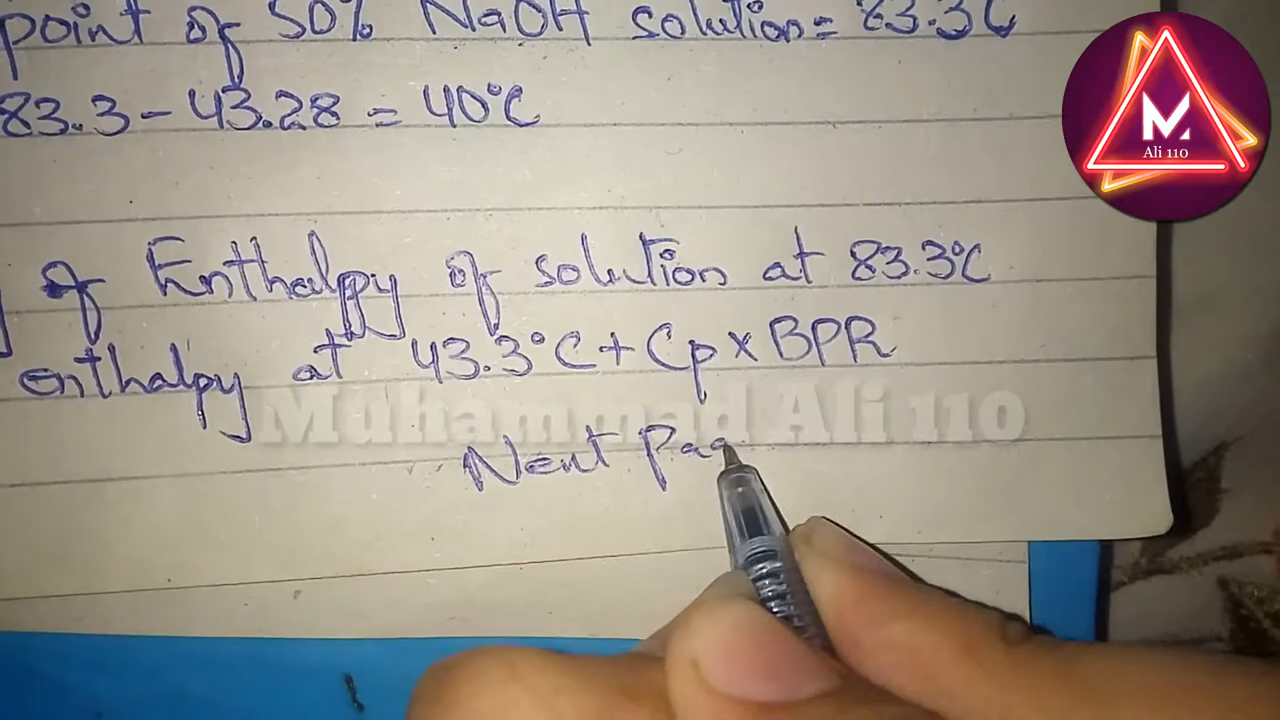 point of 50% NaOH solution = 83.3C
83.3 - 43.28 = 40°C
of Enthalpy of solution at 83.3°C
enthalpy at 43.3°C + Cp x BPR
Muhammad Ali 110
Next Pag
M.
Ali 110